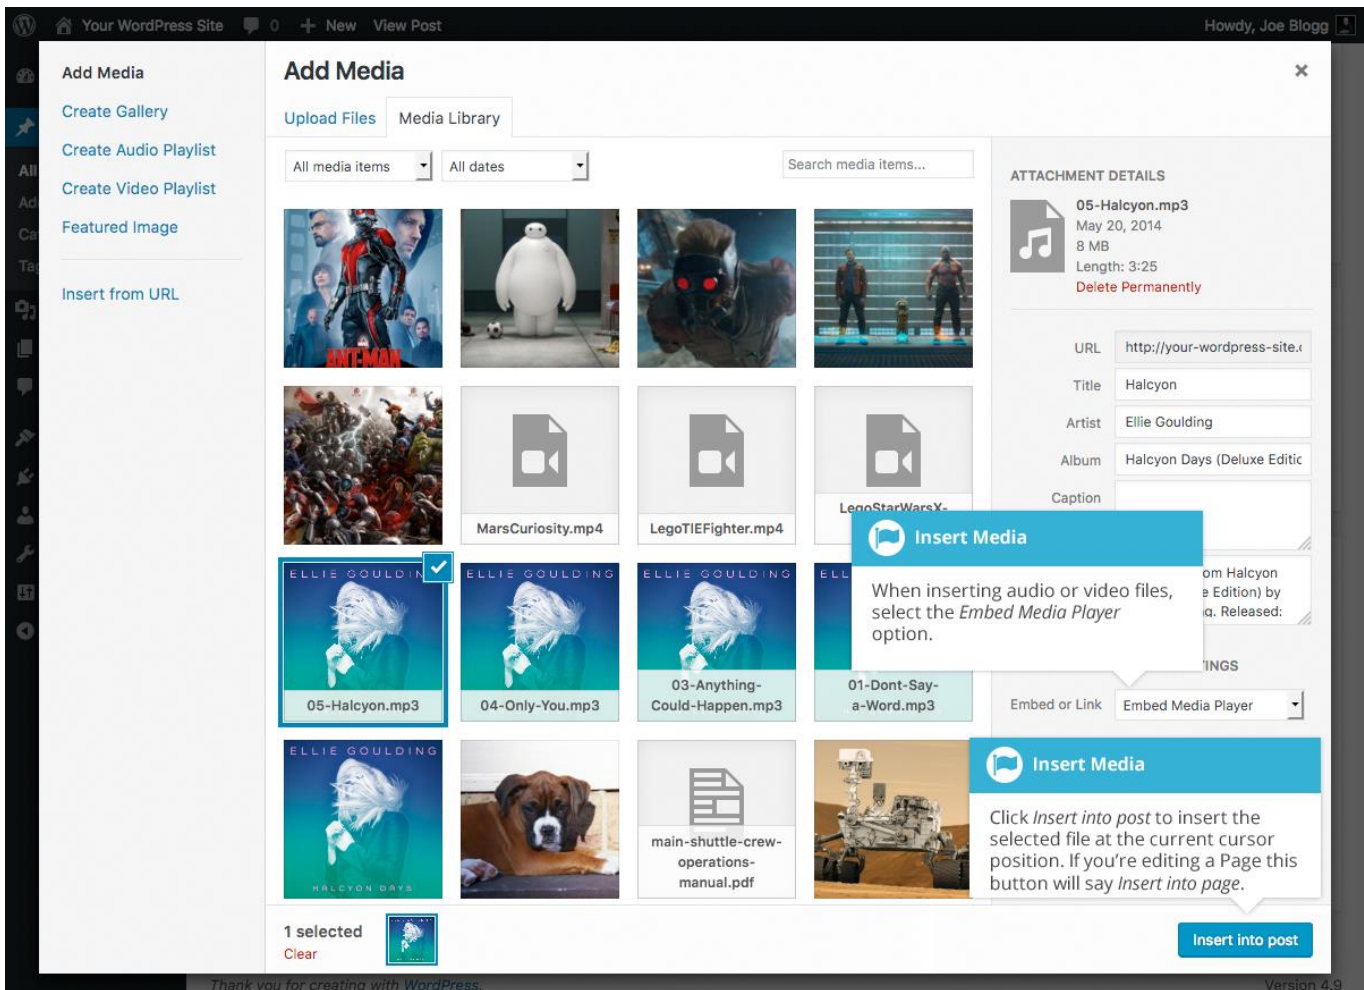 Your WordPress Site 0 New View Post Howdy, Joe Blogg
Add Media
Create Gallery
Create Audio Playlist
Create Video Playlist
Featured Image
Insert from URL
All
Add Media
Upload Files Media Library
All media items All dates Search media items...
ANT-MAN
MarsCuriosity.mp4
LegoTIEFighter.mp4
LegoStarWarsX-
ELLIE GOULDING
05-Halcyon.mp3
ELLIE GOULDING
04-Only-You.mp3
ELLIE GOULDING
03-Anything-
Could-Happen.mp3
ELL
01-Dont-Say-
a-Word.mp3
ELLIE GOULDING
HALCYON DAYS
main-shuttle-crew-
operations-
manual.pdf
ATTACHMENT DETAILS
05-Halcyon.mp3
May 20, 2014
8 MB
Length: 3:25
Delete Permanently
URL http://your-wordpress-site.
Title Halcyon
Artist Ellie Goulding
Album Halcyon Days (Deluxe Editic
Caption
om Halcyon
e Edition) by
Released:
Insert Media
When inserting audio or video files,
select the Embed Media Player
option.
TINGS
Embed or Link Embed Media Player
Insert Media
Click Insert into post to insert the
selected file at the current cursor
position. If you're editing a Page this
button will say Insert into page.
1 selected
Clear
Insert into post
Thank you for creating with WordPress. Version 4.9